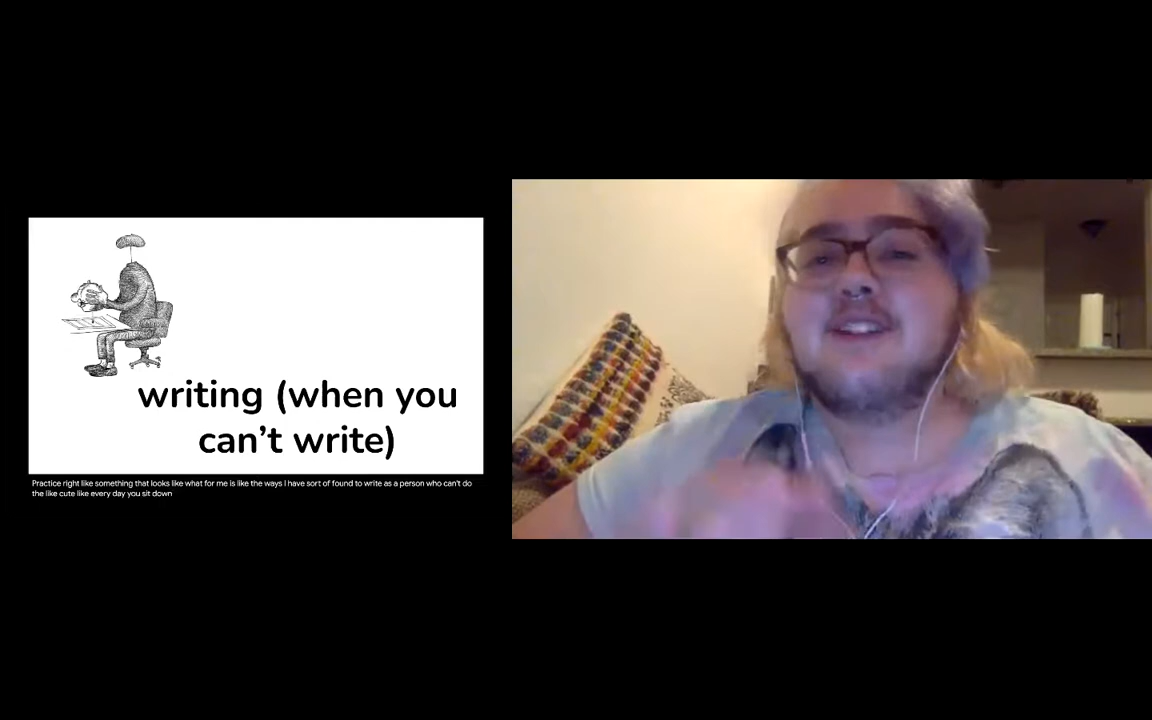 writing (when you
can’t write)
Practice right like something that looks like what for me is like the ways I have sort of found to write as a person who can't do
the like cute like every day you sit down